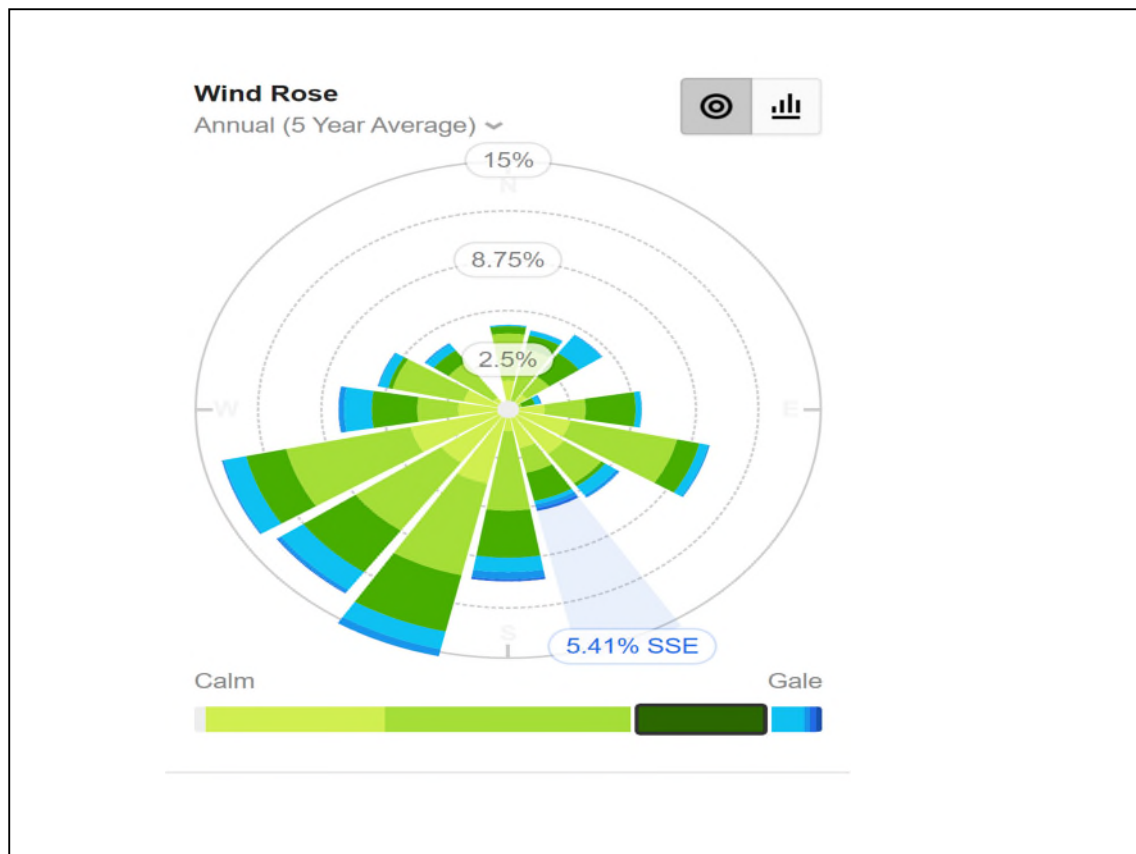 Wind Rose
Annual (5 Year Average)
15%
N
8.75%
2.5%
W
E
S
5.41% SSE
Calm
Gale